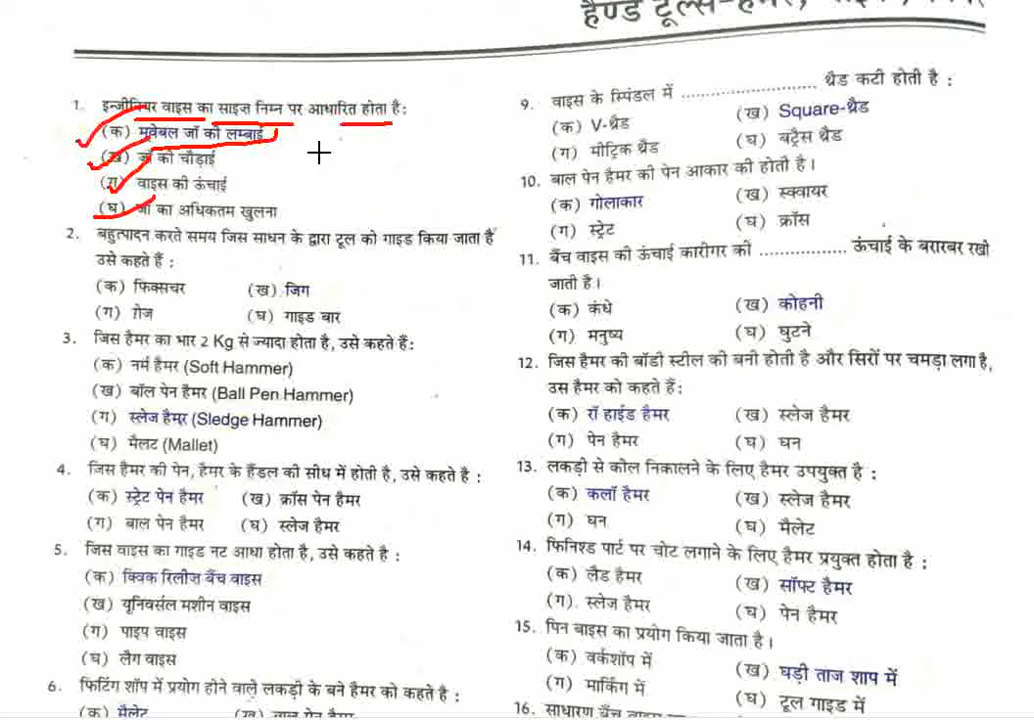 हैण्ड टूल्स-हैमर,
1. इन्जीनियर वाइस का साइज़ निम्न पर आधारित होता है:
(क) मूवेबल जॉ की लम्बाई
(ख) जॉ की चौड़ाई
(ग) वाइस की ऊंचाई
(घ) जॉ का अधिकतम खुलना
2. बहुत्पादन करते समय जिस साधन के द्वारा टूल को गाइड किया जाता है
उसे कहते हैं :
(क) फिक्सचर (ख) जिग
(ग) गेज (घ) गाइड बार
3. जिस हैमर का भार 2 Kg से ज्यादा होता है, उसे कहते हैं:
(क) नर्म हैमर (Soft Hammer)
(ख) बॉल पेन हैमर (Ball Pen Hammer)
(ग) स्लेज हैमर (Sledge Hammer)
(घ) मैलट (Mallet)
4. जिस हैमर की पेन, हैमर के हैंडल की सीध में होती है, उसे कहते है :
(क) स्ट्रेट पेन हैमर (ख) क्रॉस पेन हैमर
(ग) बाल पेन हैमर (घ) स्लेज हैमर
5. जिस वाइस का गाइड नट आधा होता है, उसे कहते है :
(क) क्विक रिलीज बैंच वाइस
(ख) यूनिवर्सल मशीन वाइस
(ग) पाइप वाइस
(घ) लैग वाइस
6. फिटिंग शॉप में प्रयोग होने वाले लकड़ी के बने हैमर को कहते है :
(क) मैलेट (ख) बाल पेन हैमर
9. वाइस के स्पिंडल में .............................. थ्रैड कटी होती है :
(क) V-थ्रैड (ख) Square-थ्रैड
(ग) मीट्रिक थ्रैड (घ) बट्रैस थ्रैड
10. बाल पेन हैमर की पेन आकार की होती है।
(क) गोलाकार (ख) स्क्वायर
(ग) स्ट्रेट (घ) क्रॉस
11. बैंच वाइस की ऊंचाई कारीगर की ................ ऊंचाई के बरारबर रखी
जाती है।
(क) कंधे (ख) कोहनी
(ग) मनुष्य (घ) घुटने
12. जिस हैमर की बॉडी स्टील की बनी होती है और सिरों पर चमड़ा लगा है,
उस हैमर को कहते हैं:
(क) रॉ हाईड हैमर (ख) स्लेज हैमर
(ग) पेन हैमर (घ) घन
13. लकड़ी से कील निकालने के लिए हैमर उपयुक्त है :
(क) कलॉ हैमर (ख) स्लेज हैमर
(ग) घन (घ) मैलेट
14. फिनिश्ड पार्ट पर चोट लगाने के लिए हैमर प्रयुक्त होता है :
(क) लैड हैमर (ख) सॉफ्ट हैमर
(ग) स्लेज हैमर (घ) पेन हैमर
15. पिन बाइस का प्रयोग किया जाता है।
(क) वर्कशॉप में (ख) घड़ी ताज शाप में
(ग) मार्किंग में (घ) टूल गाइड में
16. साधारण बैंच वाइस